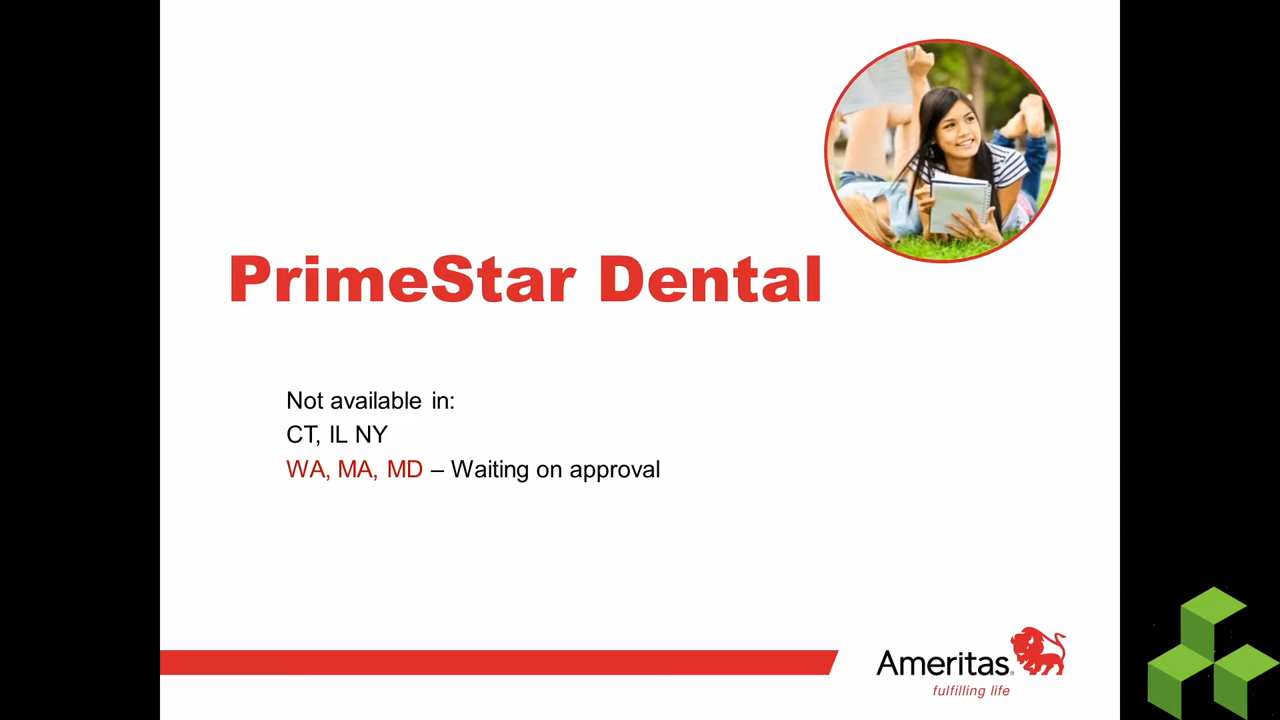 PrimeStar Dental
Not available in:
CT, IL NY
WA, MA, MD – Waiting on approval
Ameritas®
fulfilling life